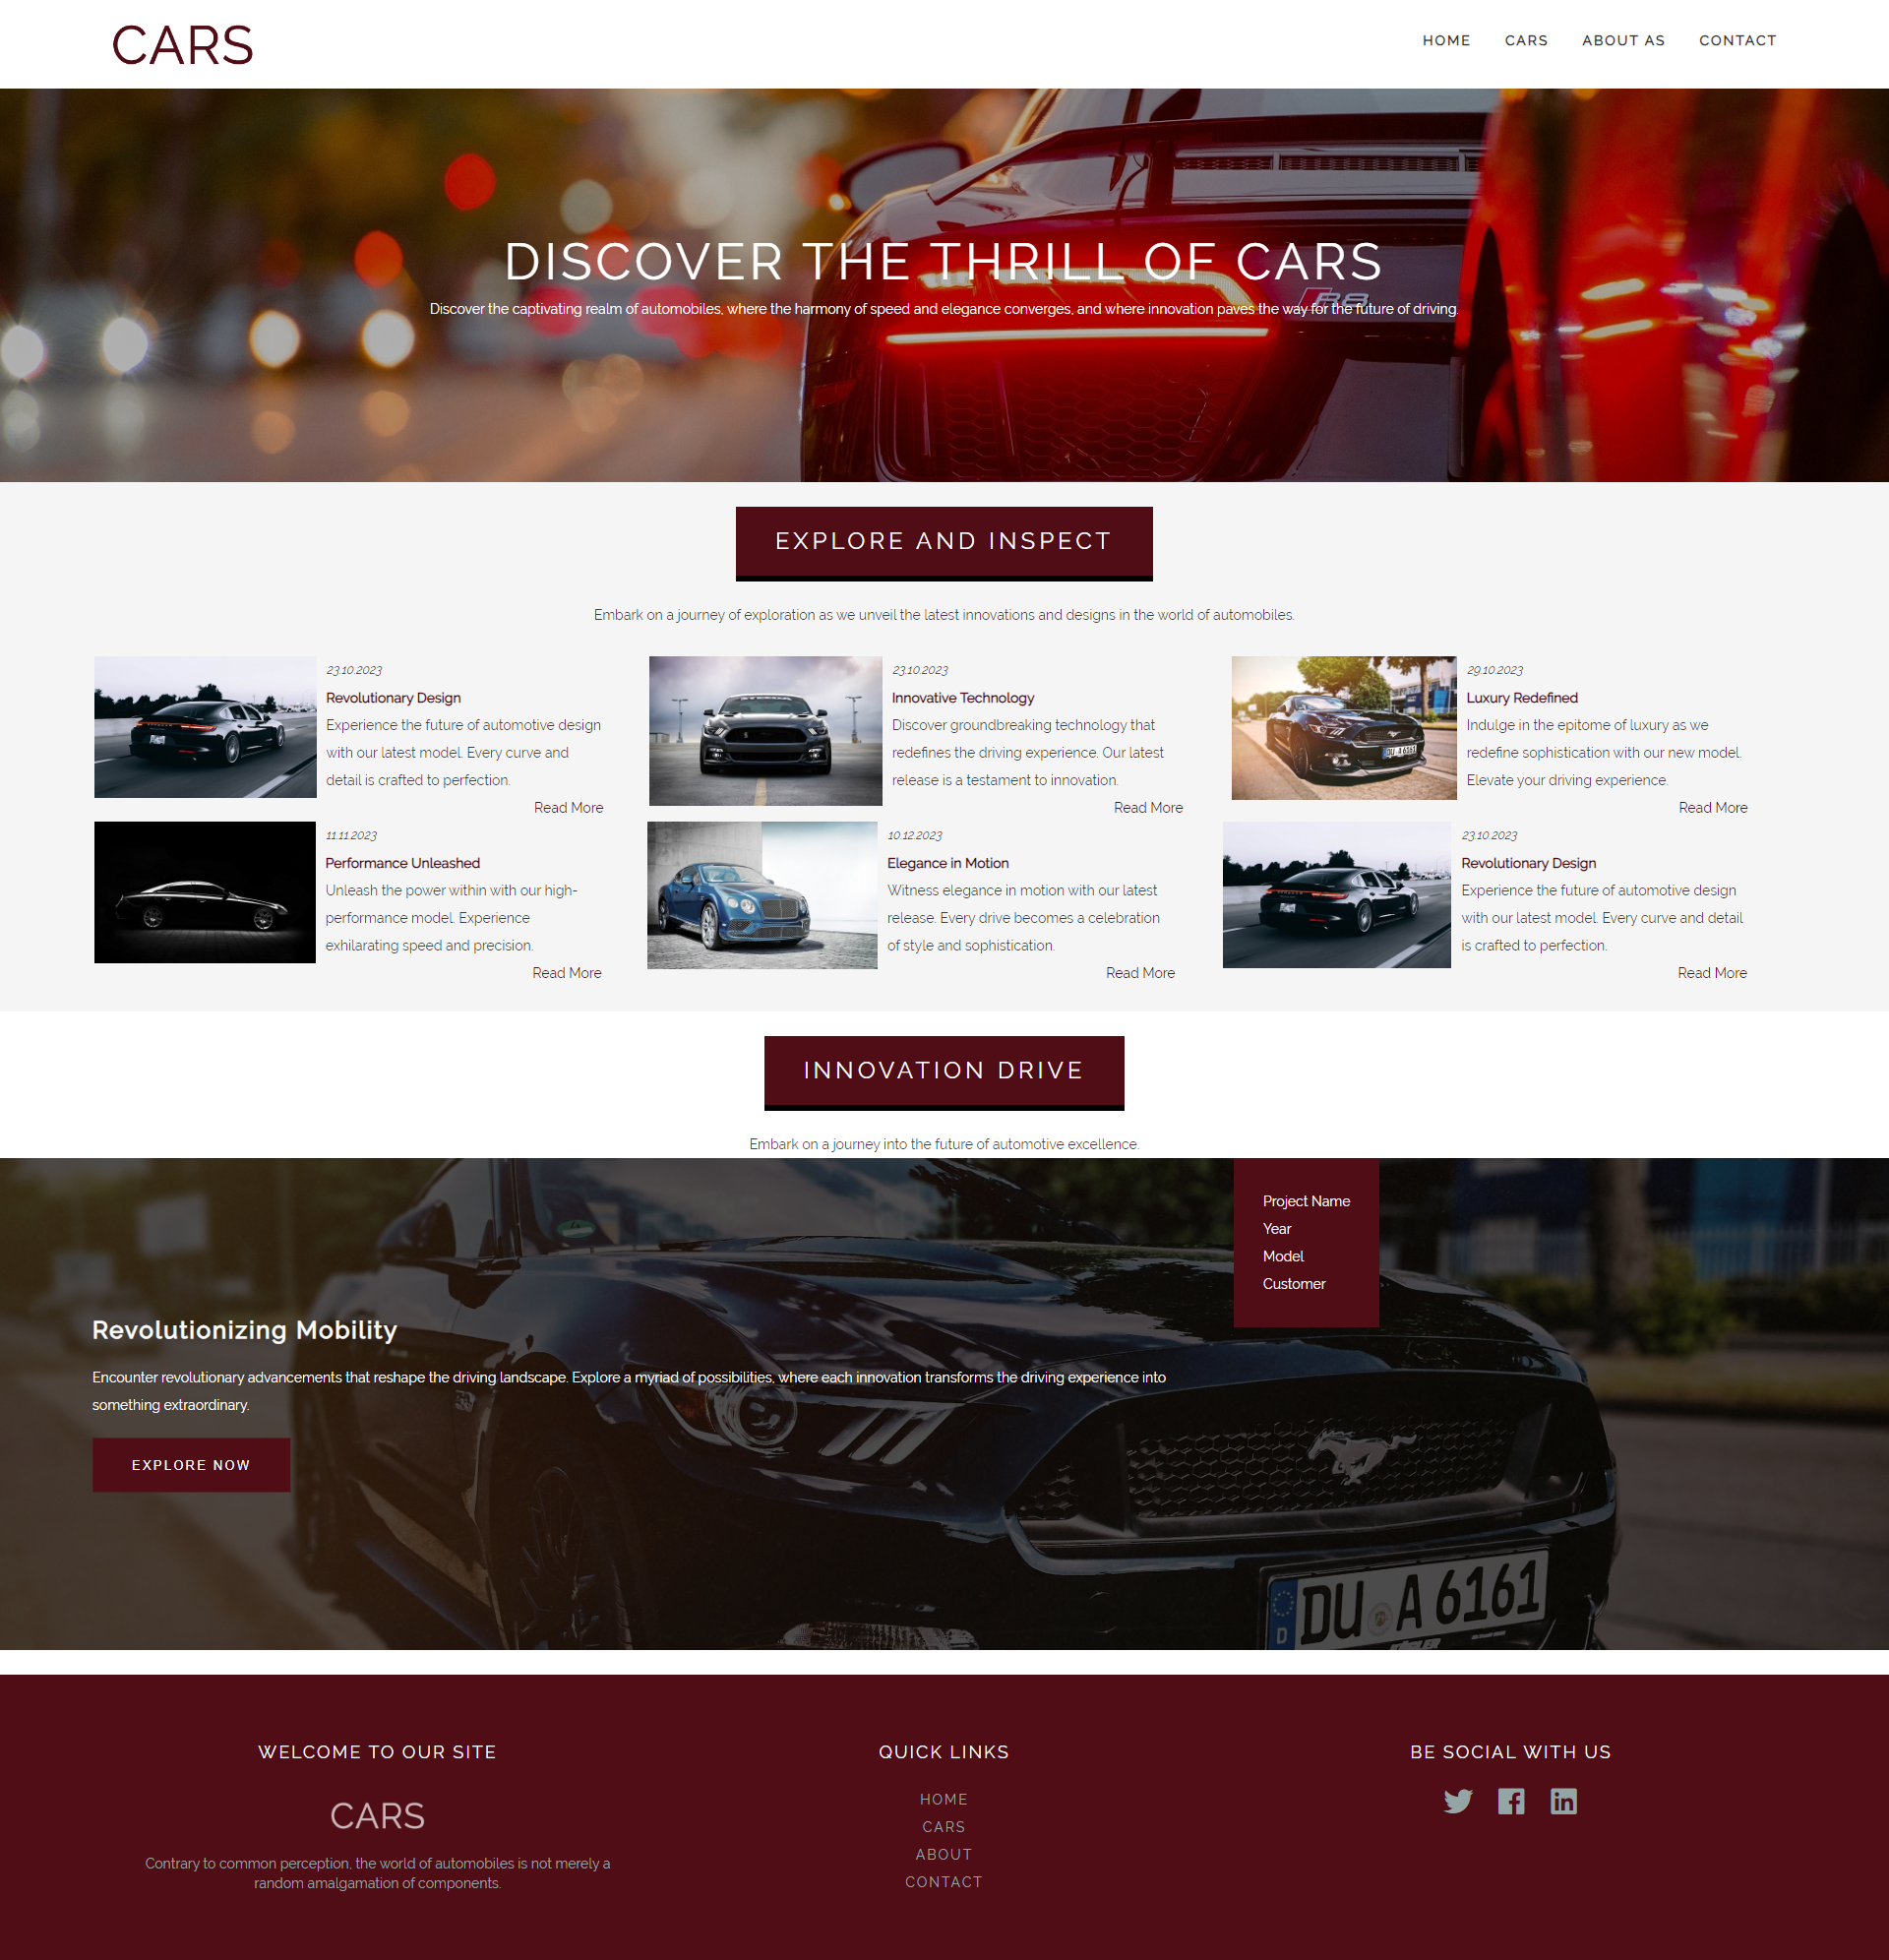 CARS
HOME CARS ABOUT AS CONTACT
DISCOVER THE THRILL OF CARS
R8
Discover the captivating realm of automobiles, where the harmony of speed and elegance converges, and where innovation paves the way for the future of driving.
EXPLORE AND INSPECT
Embark on a journey of exploration as we unveil the latest innovations and designs in the world of automobiles.
23.10.2023
Revolutionary Design
Experience the future of automotive design
with our latest model. Every curve and
detail is crafted to perfection.
Read More
23.10.2023
Innovative Technology
Discover groundbreaking technology that
redefines the driving experience. Our latest
release is a testament to innovation.
Read More
DU A 6161
29.10.2023
Luxury Redefined
Indulge in the epitome of luxury as we
redefine sophistication with our new model.
Elevate your driving experience.
Read More
11.11.2023
Performance Unleashed
Unleash the power within with our high-
performance model. Experience
exhilarating speed and precision.
Read More
10.12.2023
Elegance in Motion
Witness elegance in motion with our latest
release. Every drive becomes a celebration
of style and sophistication.
Read More
23.10.2023
Revolutionary Design
Experience the future of automotive design
with our latest model. Every curve and detail
is crafted to perfection.
Read More
INNOVATION DRIVE
Embark on a journey into the future of automotive excellence.
Project Name
Year
Model
Customer
Revolutionizing Mobility
Encounter revolutionary advancements that reshape the driving landscape. Explore a myriad of possibilities, where each innovation transforms the driving experience into
something extraordinary.
EXPLORE NOW
D DU A 6161
WELCOME TO OUR SITE
CARS
Contrary to common perception, the world of automobiles is not merely a
random amalgamation of components.
QUICK LINKS
HOME
CARS
ABOUT
CONTACT
BE SOCIAL WITH US